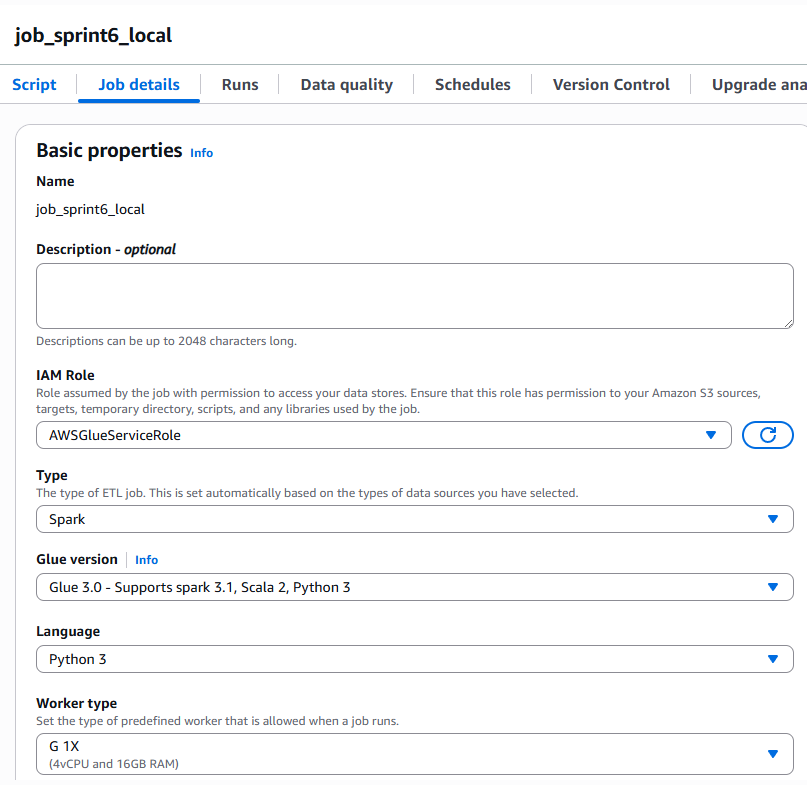 job_sprint6_local
Script Job details Runs Data quality Schedules Version Control Upgrade ana
Basic properties Info
Name
job_sprint6_local
Description - optional
Descriptions can be up to 2048 characters long.
IAM Role
Role assumed by the job with permission to access your data stores. Ensure that this role has permission to your Amazon S3 sources,
targets, temporary directory, scripts, and any libraries used by the job.
AWSGlueServiceRole
Type
The type of ETL job. This is set automatically based on the types of data sources you have selected.
Spark
Glue version Info
Glue 3.0 - Supports spark 3.1, Scala 2, Python 3
Language
Python 3
Worker type
Set the type of predefined worker that is allowed when a job runs.
G 1X
(4vCPU and 16GB RAM)